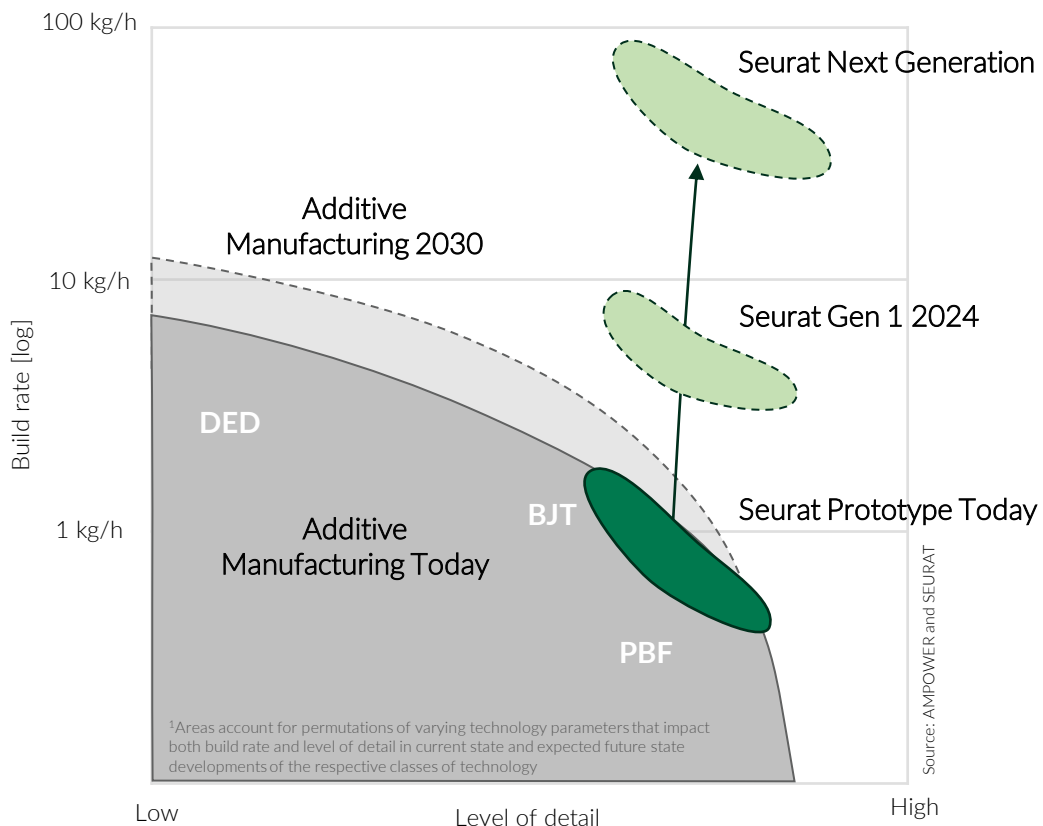 100 kg/h
Seurat Next Generation
Additive
Manufacturing 2030
10 kg/h
Seurat Gen 1 2024
Build rate [log]
DED
BJT
Seurat Prototype Today
1 kg/h
Additive
Manufacturing Today
PBF
Source: AMPOWER and SEURAT
¹Areas account for permutations of varying technology parameters that impact
both build rate and level of detail in current state and expected future state
developments of the respective classes of technology
Low
Level of detail
High